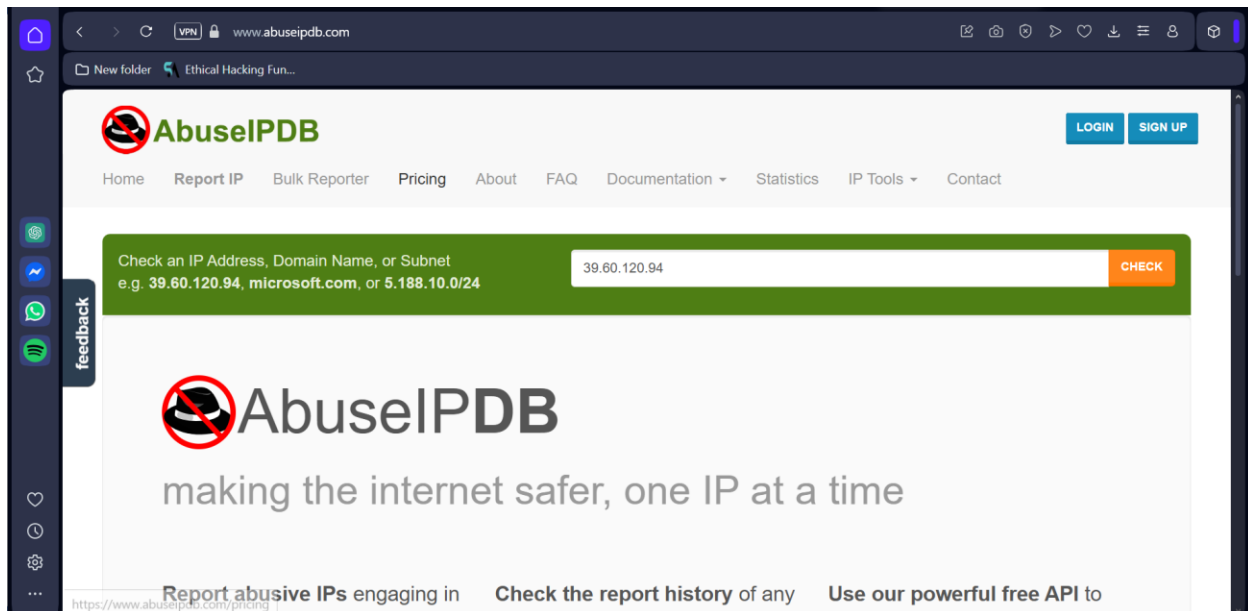 VPN www.abuseipdb.com
New folder Ethical Hacking Fun...
AbuseIPDB
LOGIN SIGN UP
Home Report IP Bulk Reporter Pricing About FAQ Documentation Statistics IP Tools Contact
Check an IP Address, Domain Name, or Subnet
e.g. 39.60.120.94, microsoft.com, or 5.188.10.0/24
39.60.120.94 CHECK
feedback
AbuseIPDB
making the internet safer, one IP at a time
Report abusive IPs engaging in Check the report history of any Use our powerful free API to
https://www.abuseipdb.com/pricing